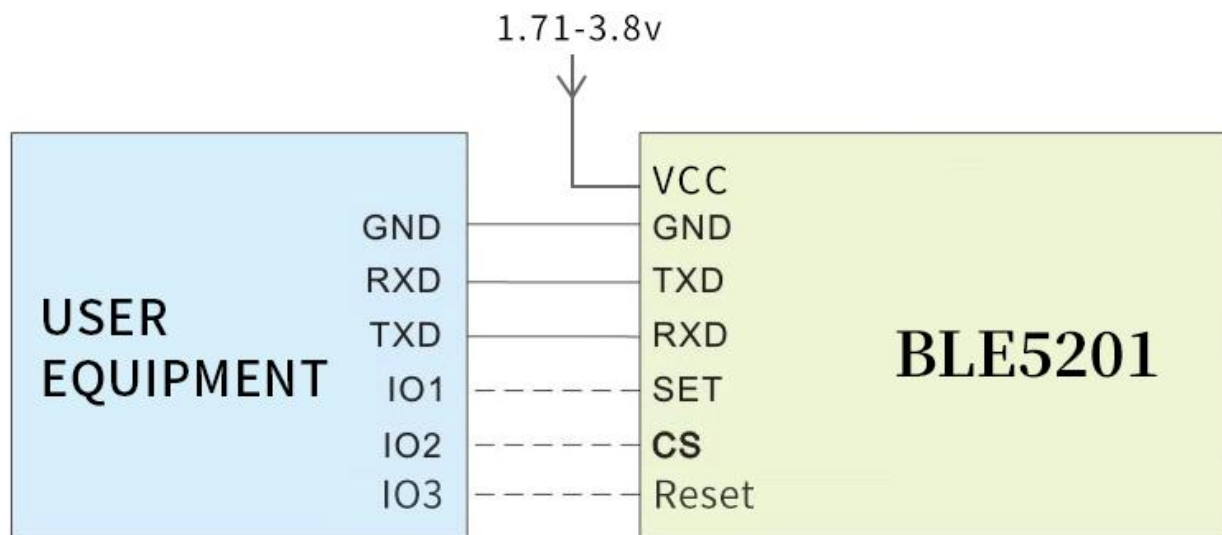 1.71-3.8v
USER
EQUIPMENT
GND
RXD
TXD
IO1
IO2
IO3
VCC
GND
TXD
RXD
SET
CS
Reset
BLE5201